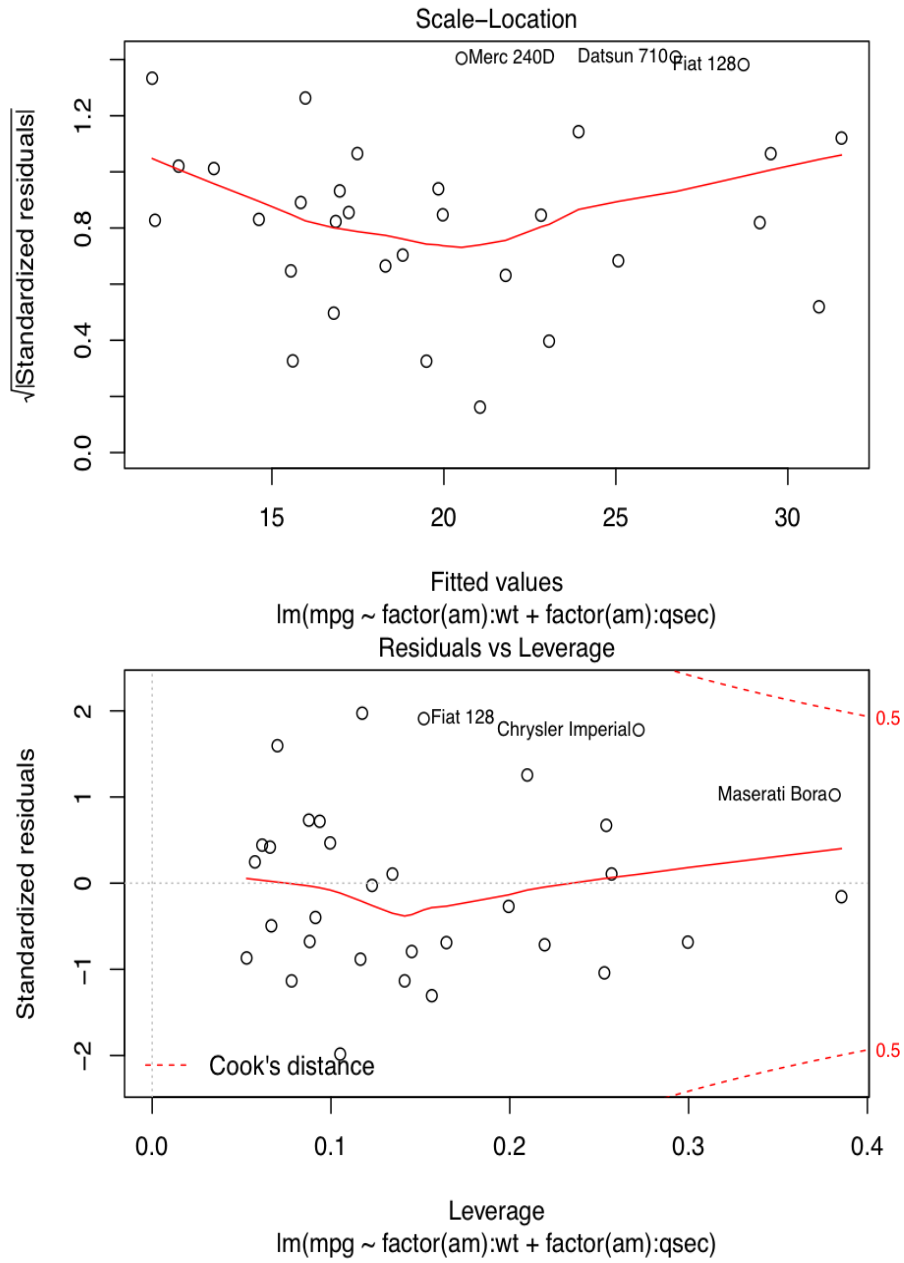 Scale−Location
√|Standardized residuals|
0.0 0.4 0.8 1.2
Merc 240D
Datsun 710
Fiat 128
15 20 25 30
Fitted values
lm(mpg ~ factor(am):wt + factor(am):qsec)
Residuals vs Leverage
Standardized residuals
−2 −1 0 1 2
Fiat 128
Chrysler Imperial
Maserati Bora
0.5
0.5
Cook's distance
0.0 0.1 0.2 0.3 0.4
Leverage
lm(mpg ~ factor(am):wt + factor(am):qsec)